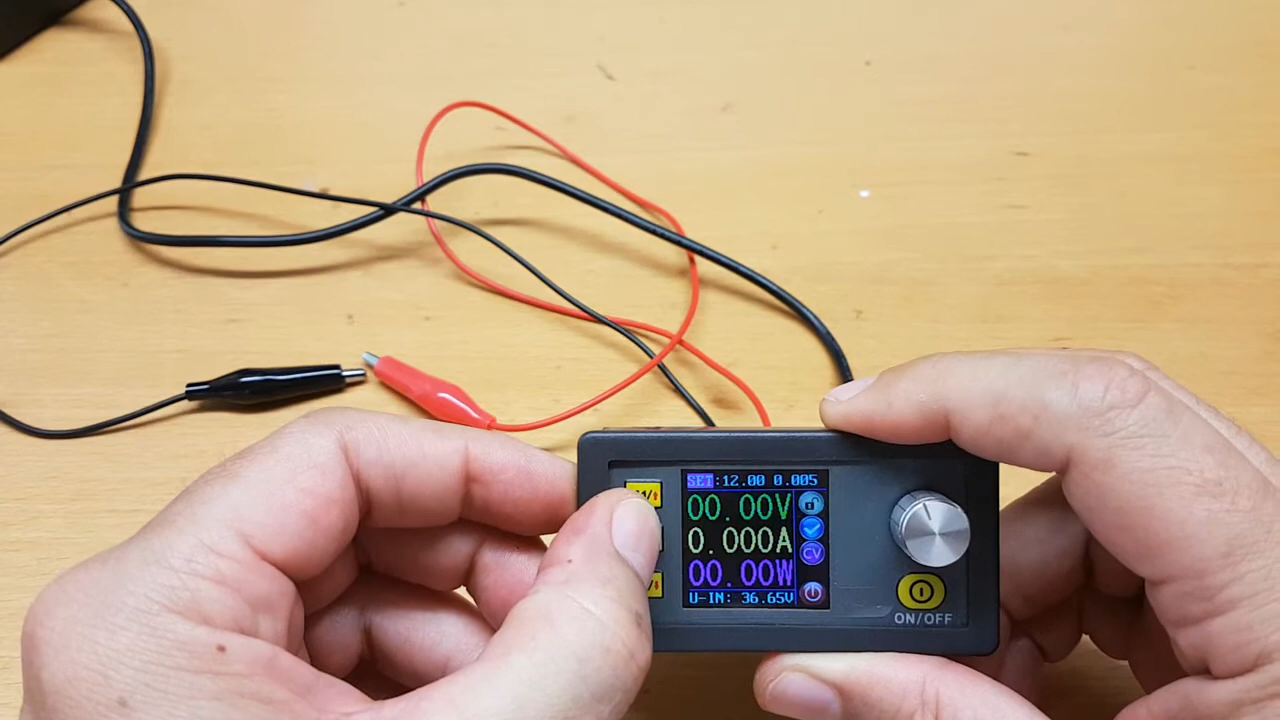 SET:12.00 0.005
00.00V
0.000A
CV
00.00W
U-IN: 36.65V
ON/OFF